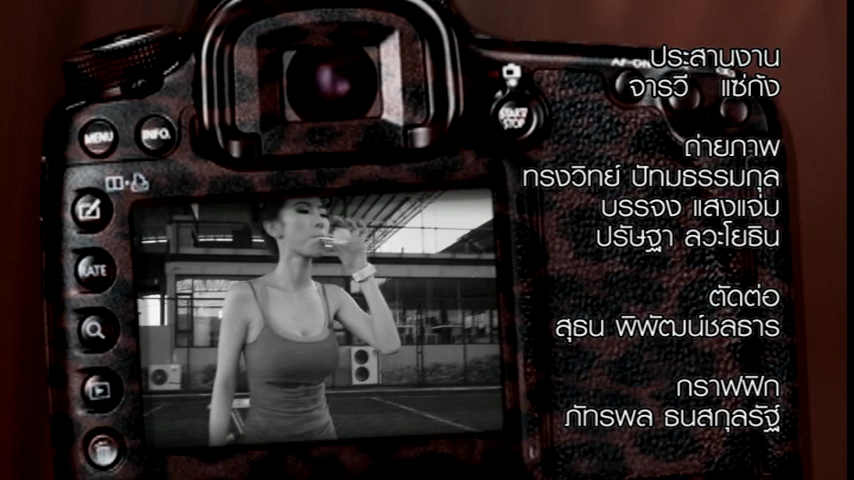 AF-ON
ประสานงาน
จารวี แซ่กัง
START
STOP
MENU
INFO.
ถ่ายภาพ
ทรงวิทย์ ปัทมธรรมกุล
บรรจง แสงแจ่ม
ปรัษฐา ลวะโยธิน
RATE
ตัดต่อ
สุธน พิพัฒน์ชลธาร
กราฟฟิก
ภัทรพล ธนสกุลรัฐ